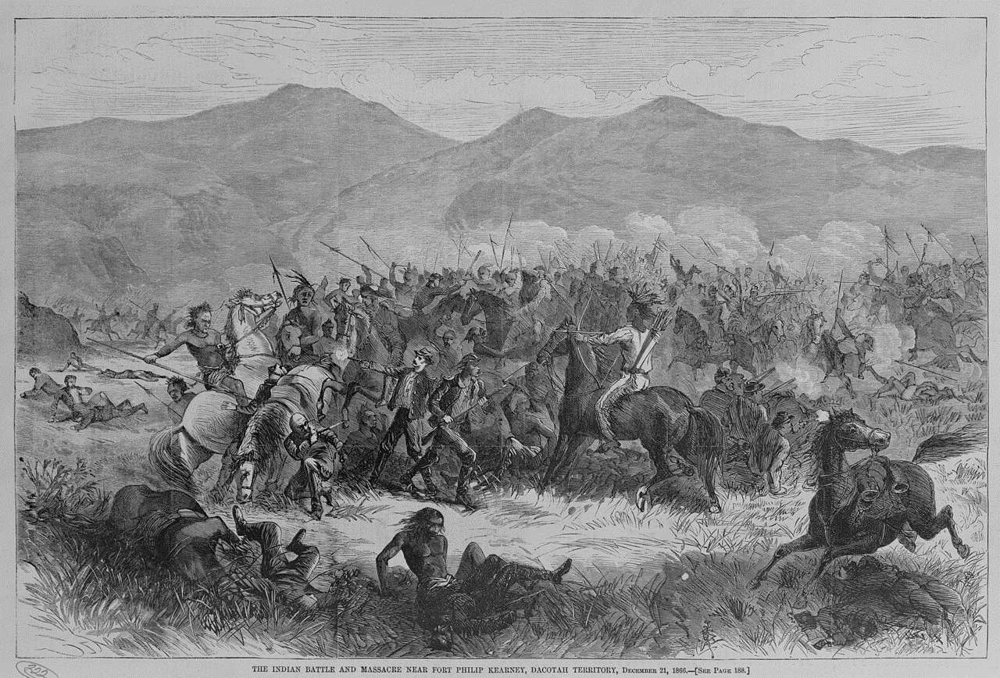 THE INDIAN BATTLE AND MASSACRE NEAR FORT PHILIP KEARNEY, DACOTAH TERRITORY, DECEMBER 21, 1866.—[SEE PAGE 188.]